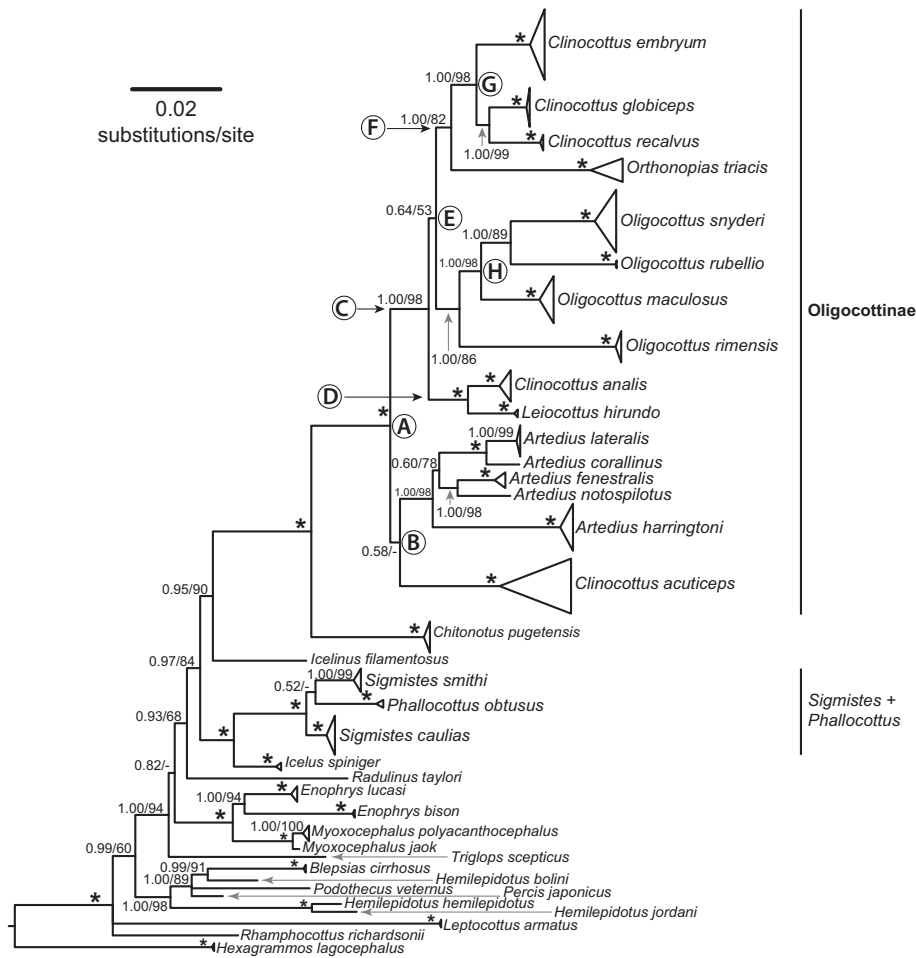 Clinocottus embryum
*
1.00/98
G
0.02
substitutions/site
Clinocottus globiceps
*
F
1.00/82
Clinocottus recalvus
*
1.00/99
Orthonopias triacis
*
Oligocottus snyderi
*
0.64/53
E
1.00/89
Oligocottus rubellio
*
1.00/98
H
Oligocottus maculosus
*
Oligocottinae
C
1.00/98
Oligocottus rimensis
*
1.00/86
Clinocottus analis
*
D
*
Leiocottus hirundo
*
*
A
1.00/99
Artedius lateralis
*
0.60/78
Artedius corallinus
Artedius fenestralis
*
1.00/98
Artedius notospilotus
1.00/98
Artedius harringtoni
*
*
B
0.58/-
Clinocottus acuticeps
*
0.95/90
Chitonotus pugetensis
*
Icelinus filamentosus
0.97/84
1.00/99
Sigmistes smithi
*
0.52/-
Phallocottus obtusus
*
Sigmistes +
Phallocottus
*
0.93/68
*
Sigmistes caulias
*
Icelus spiniger
*
0.82/-
Radulinus taylori
Enophrys lucasi
*
1.00/94
1.00/94
Enophrys bison
*
*
1.00/100
Myoxocephalus polyacanthocephalus
*
Myoxocephalus jaok
0.99/60
Triglops scepticus
0.99/91
Blepsias cirrhosus
*
1.00/89
Hemilepidotus bolini
Podothecus veternus
Percis japonicus
1.00/98
*
Hemilepidotus hemilepidotus
*
Hemilepidotus jordani
Leptocottus armatus
*
Rhamphocottus richardsonii
Hexagrammos lagocephalus
*